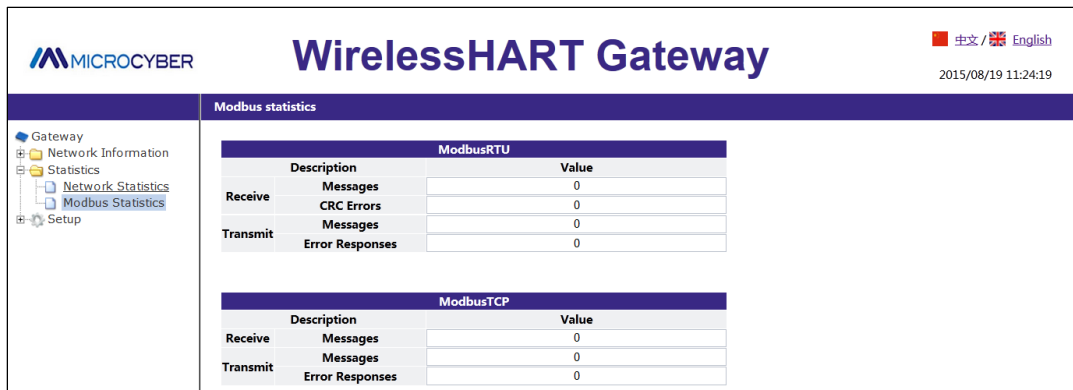 MICROCYBER
WirelessHART Gateway
中文 / English
2015/08/19 11:24:19
Modbus statistics
Gateway
Network Information
Statistics
Network Statistics
Modbus Statistics
Setup
ModbusRTU
Description Value
Receive Messages 0
CRC Errors 0
Transmit Messages 0
Error Responses 0
ModbusTCP
Description Value
Receive Messages 0
Transmit Messages 0
Error Responses 0